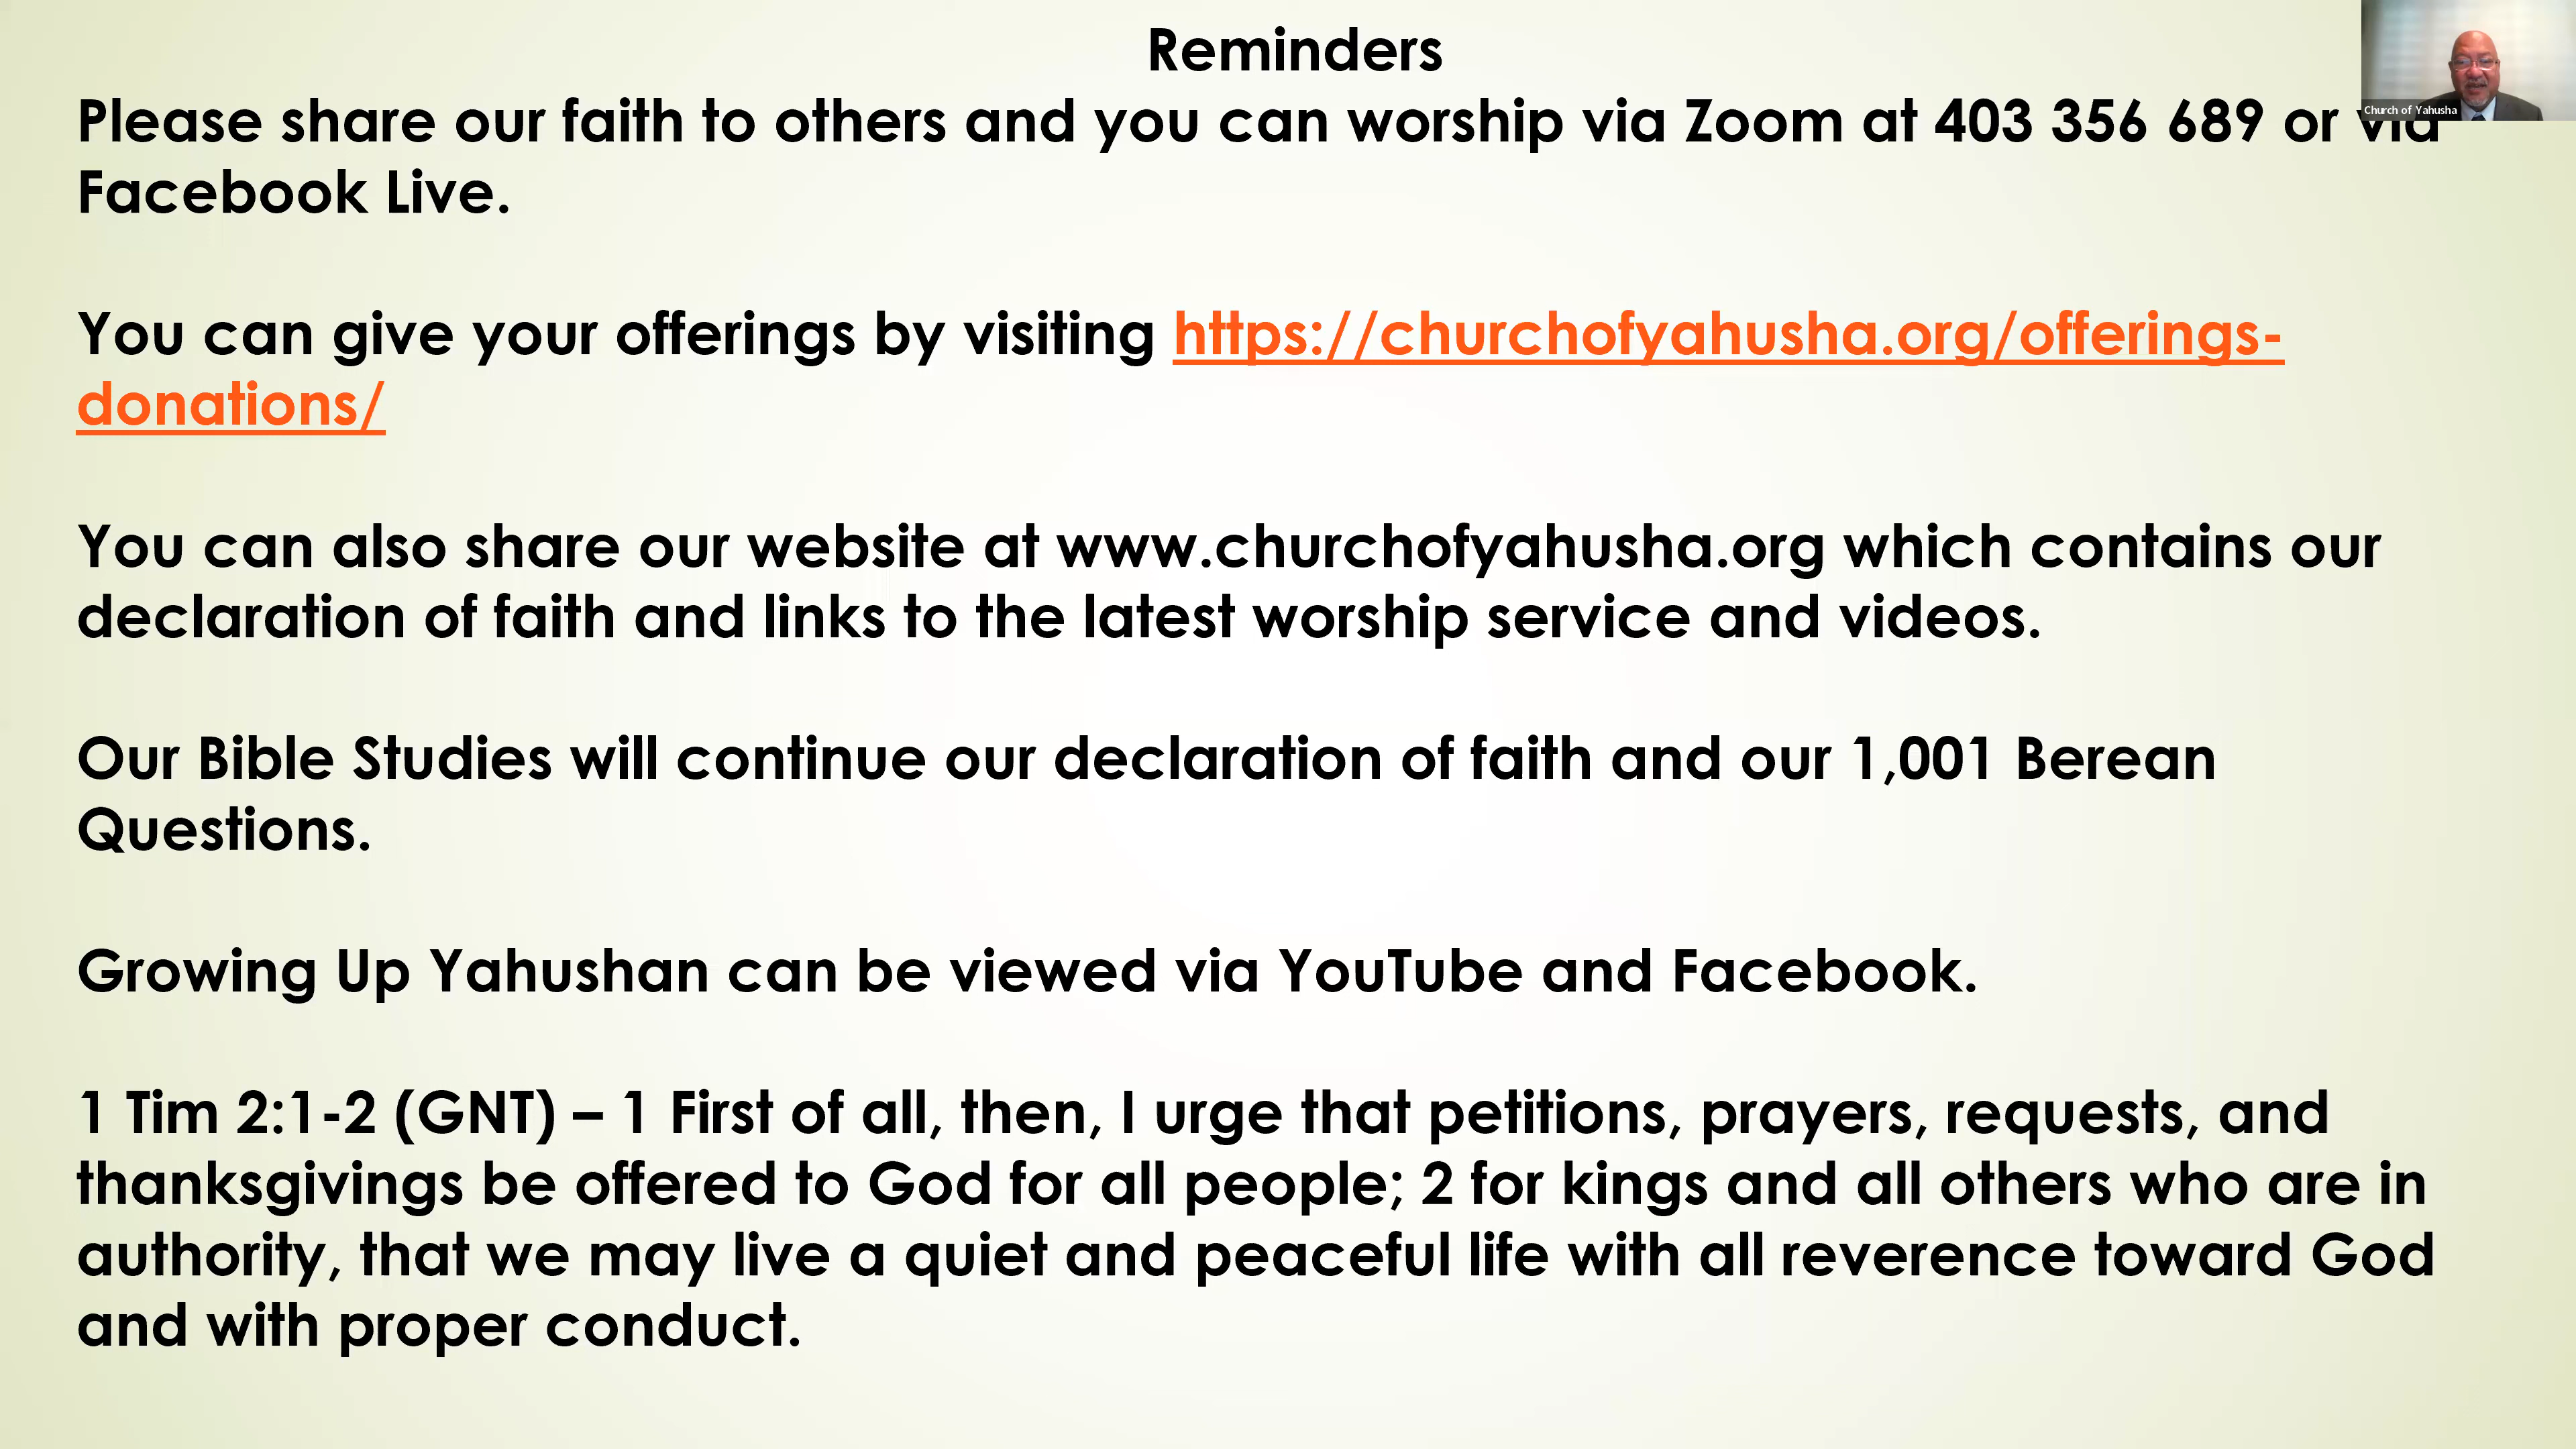 Reminders
Please share our faith to others and you can worship via Zoom at 403 356 689 or via
Facebook Live.
You can give your offerings by visiting https://churchofyahusha.org/offerings-
donations/
You can also share our website at www.churchofyahusha.org which contains our
declaration of faith and links to the latest worship service and videos.
Our Bible Studies will continue our declaration of faith and our 1,001 Berean
Questions.
Growing Up Yahushan can be viewed via YouTube and Facebook.
1 Tim 2:1-2 (GNT) – 1 First of all, then, I urge that petitions, prayers, requests, and
thanksgivings be offered to God for all people; 2 for kings and all others who are in
authority, that we may live a quiet and peaceful life with all reverence toward God
and with proper conduct.
Church of Yahusha